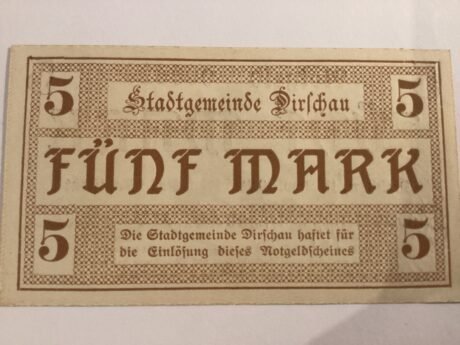 5 Stadtgemeinde Dirschau 5
FÜNF MARK
5 Die Stadtgemeinde Dirschau haftet für 5
die Einlösung dieses Notgeldscheines